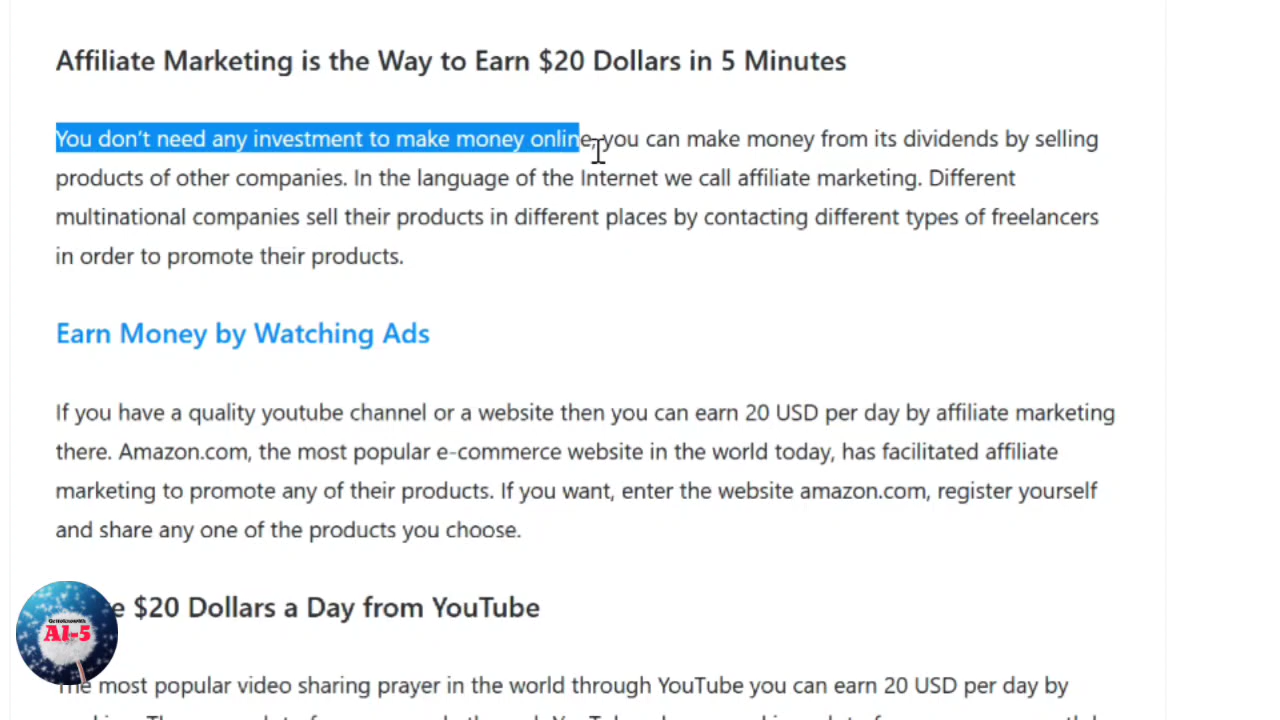 Affiliate Marketing is the Way to Earn $20 Dollars in 5 Minutes
You don't need any investment to make money online, you can make money from its dividends by selling
products of other companies. In the language of the Internet we call affiliate marketing. Different
multinational companies sell their products in different places by contacting different types of freelancers
in order to promote their products.
Earn Money by Watching Ads
If you have a quality youtube channel or a website then you can earn 20 USD per day by affiliate marketing
there. Amazon.com, the most popular e-commerce website in the world today, has facilitated affiliate
marketing to promote any of their products. If you want, enter the website amazon.com, register yourself
and share any one of the products you choose.
$20 Dollars a Day from YouTube
AI-5
The most popular video sharing prayer in the world through YouTube you can earn 20 USD per day by